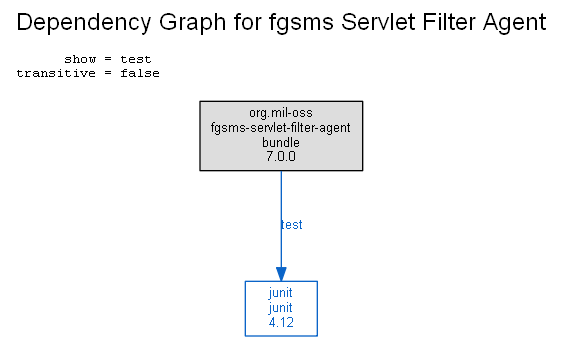 Dependency Graph for fgsms Servlet Filter Agent
show = test
transitive = false
org.mil-oss
fgsms-servlet-filter-agent
bundle
7.0.0
test
junit
junit
4.12